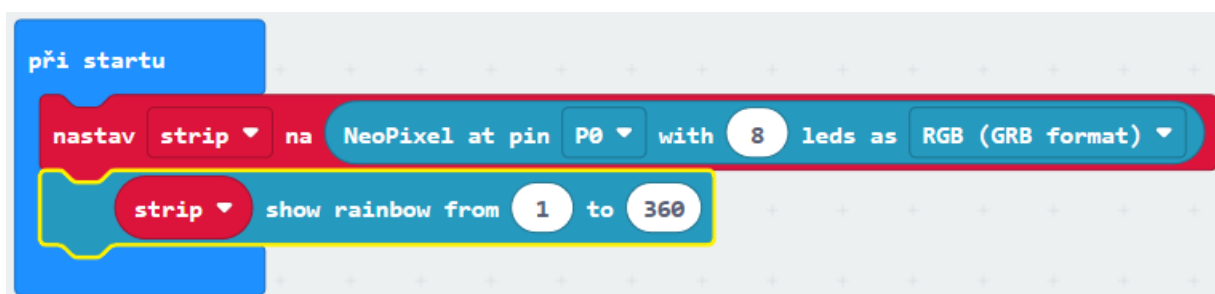 při startu
nastav strip na NeoPixel at pin P0 with 8 leds as RGB (GRB format)
strip show rainbow from 1 to 360